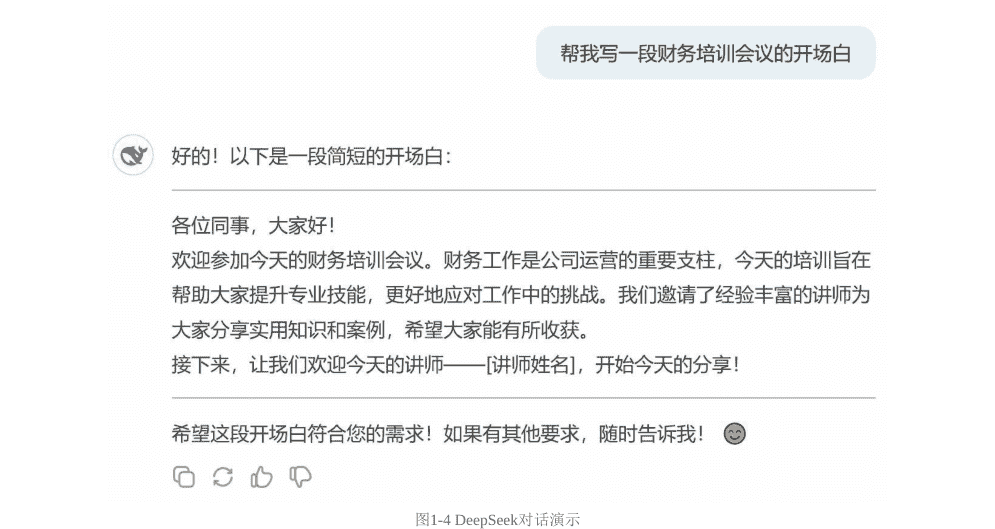 帮我写一段财务培训会议的开场白
好的！以下是一段简短的开场白：
各位同事，大家好！
欢迎参加今天的财务培训会议。财务工作是公司运营的重要支柱，今天的培训旨在
帮助大家提升专业技能，更好地应对工作中的挑战。我们邀请了经验丰富的讲师为
大家分享实用知识和案例，希望大家能有所收获。
接下来，让我们欢迎今天的讲师——[讲师姓名]，开始今天的分享！
希望这段开场白符合您的需求！如果有其他要求，随时告诉我！ 😊
图1-4 DeepSeek对话演示